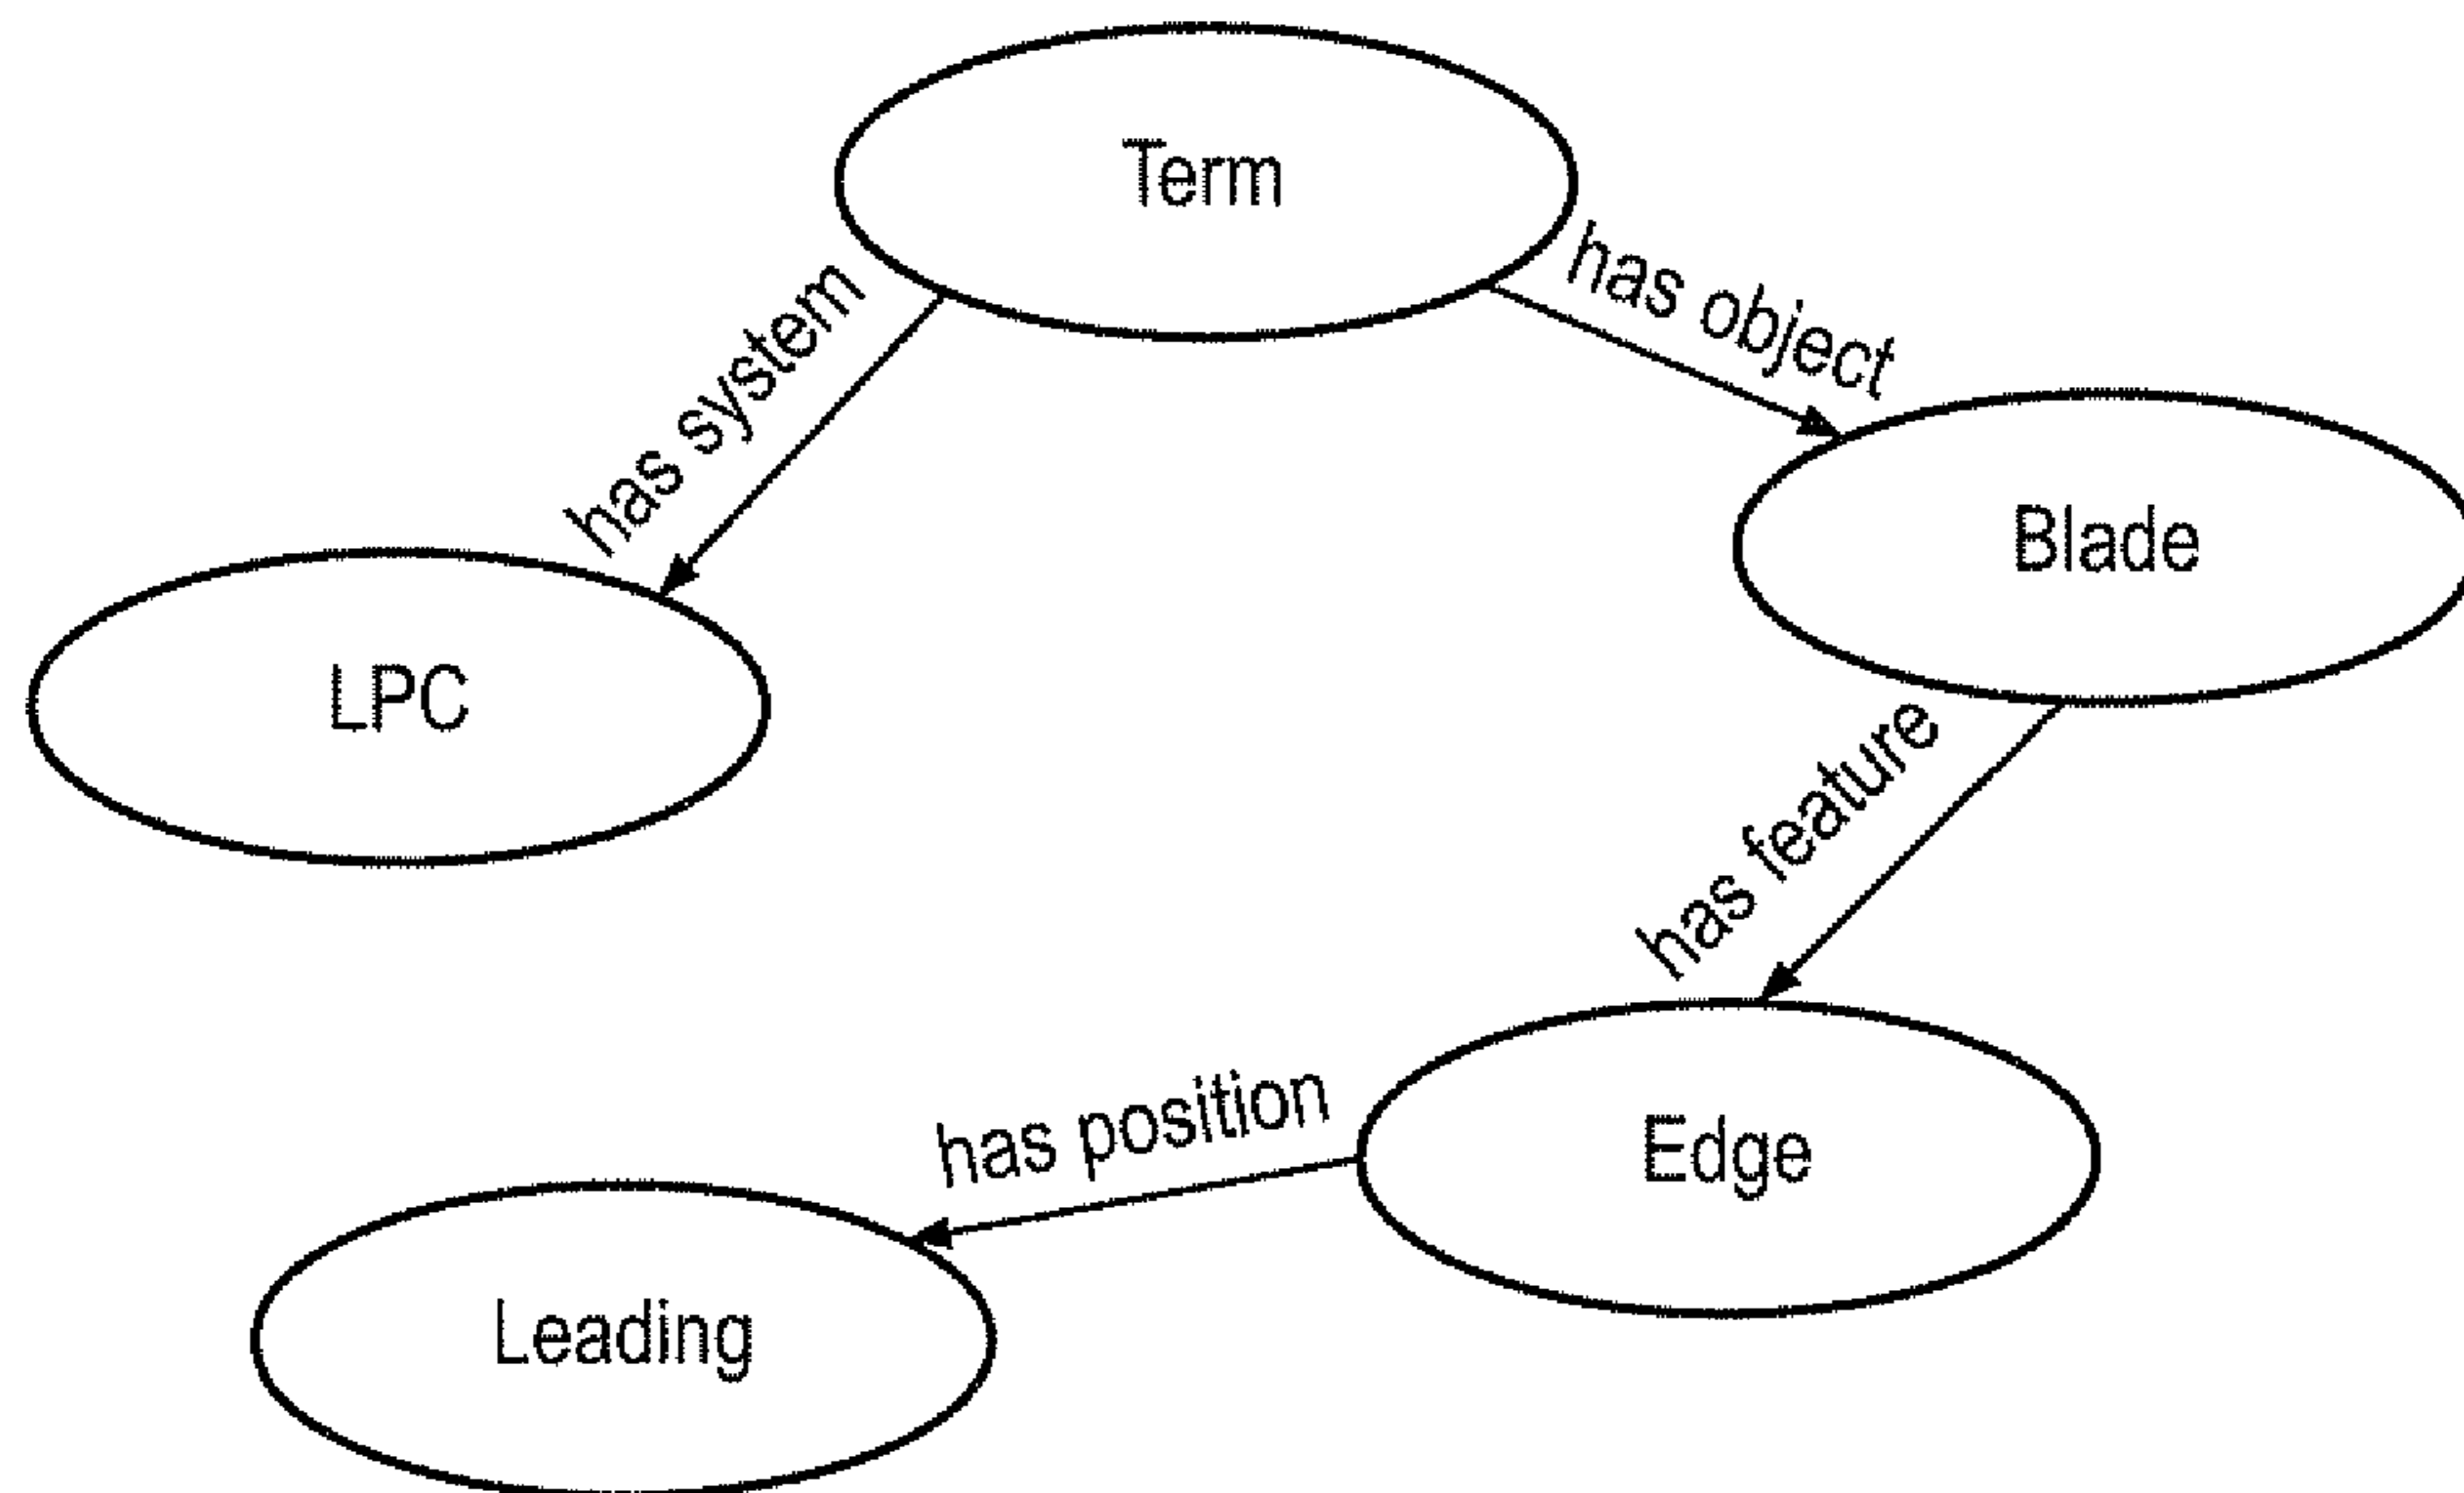 Term
has system
has object
Blade
LPC
has feature
Edge
has position
Leading